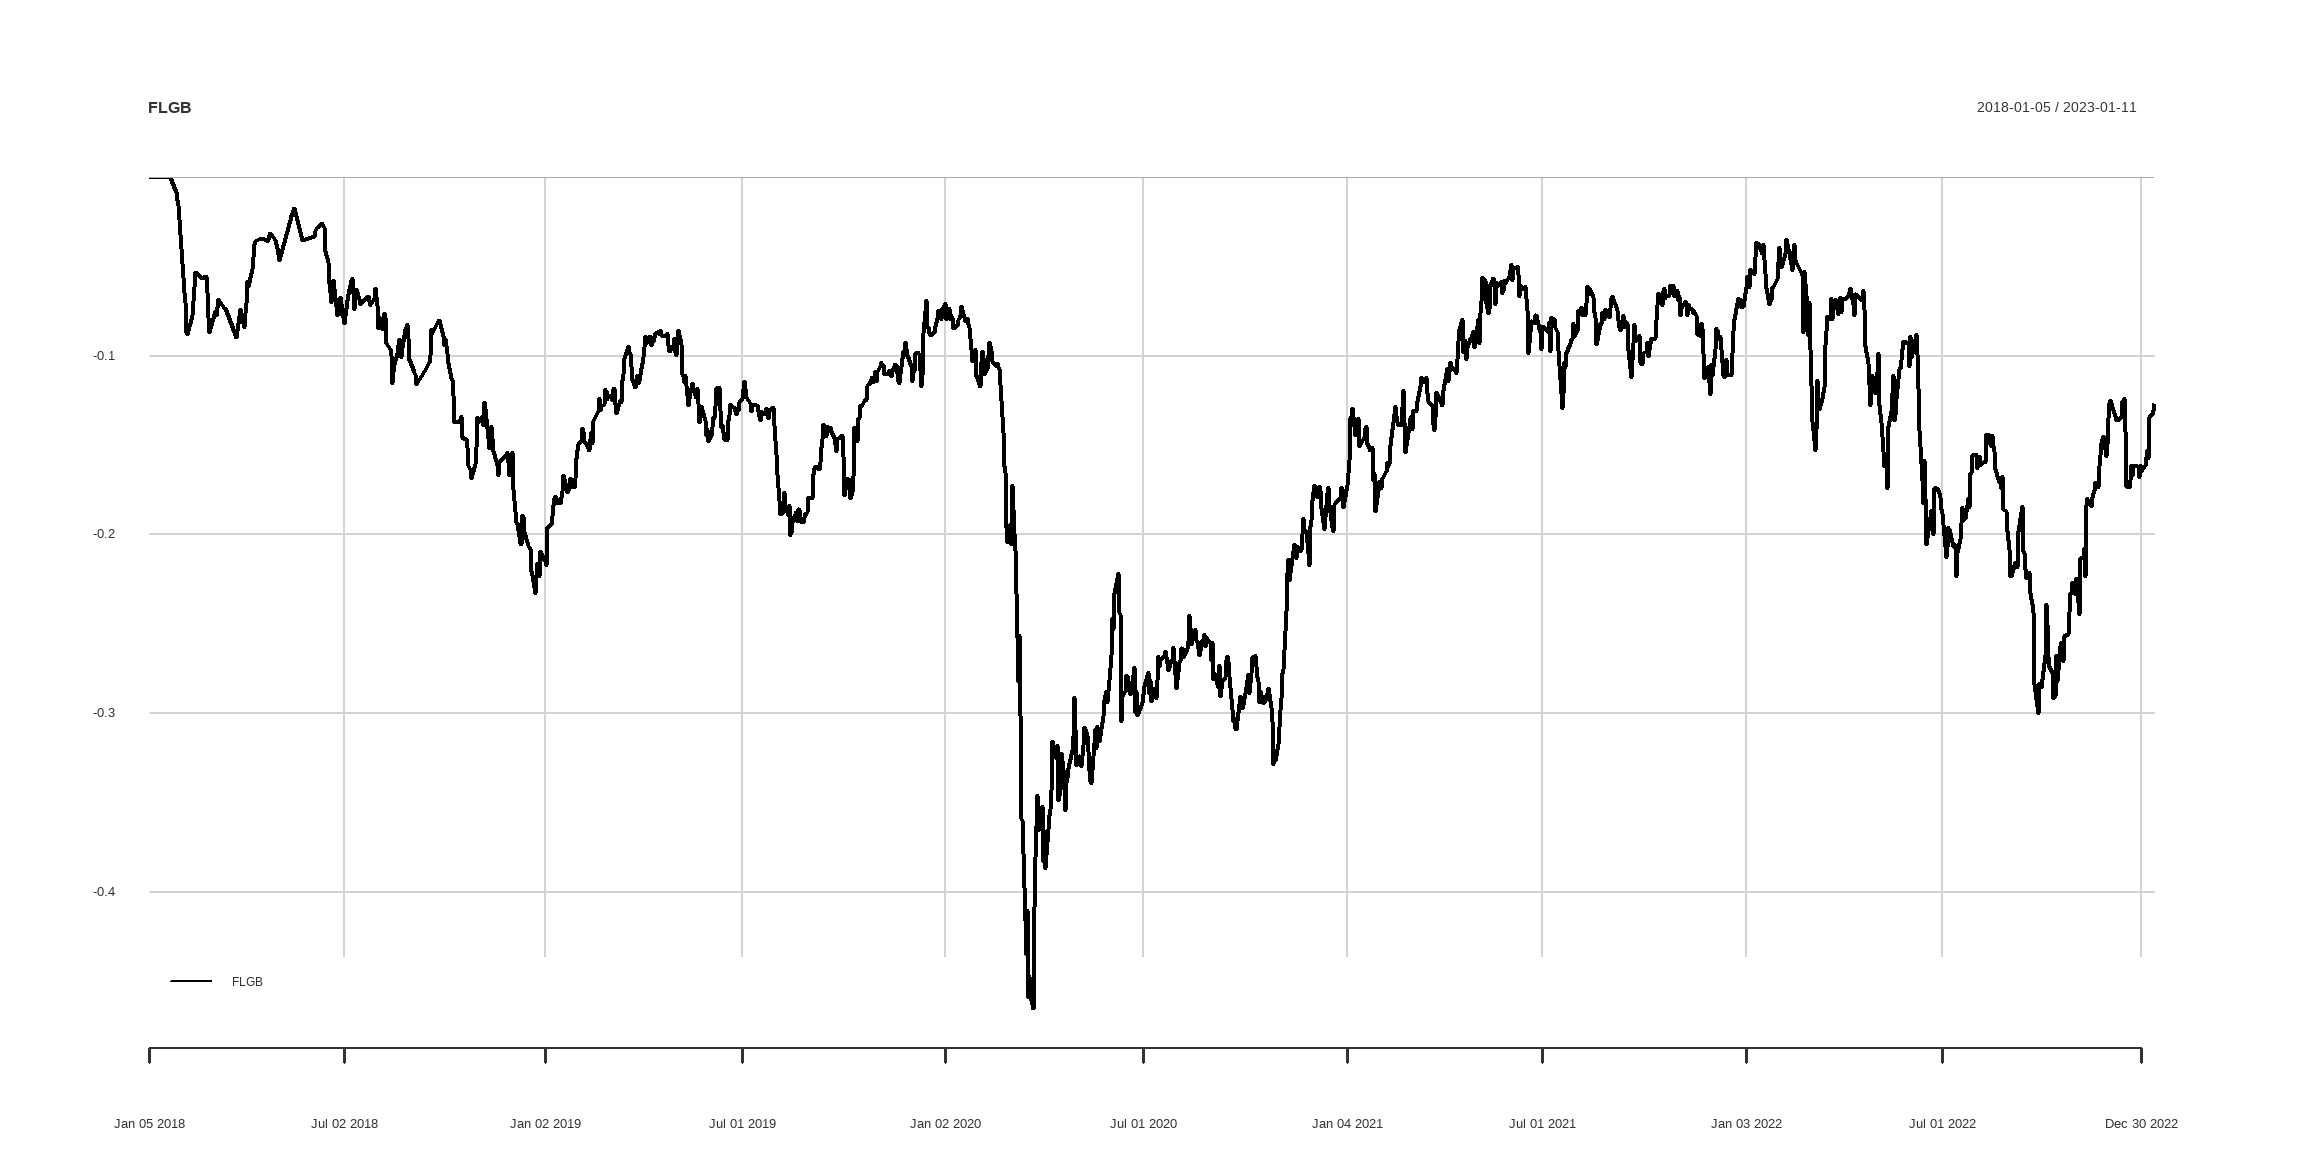 FLGB
2018-01-05 / 2023-01-11
-0.1
-0.2
-0.3
-0.4
FLGB
Jan 05 2018
Jul 02 2018
Jan 02 2019
Jul 01 2019
Jan 02 2020
Jul 01 2020
Jan 04 2021
Jul 01 2021
Jan 03 2022
Jul 01 2022
Dec 30 2022